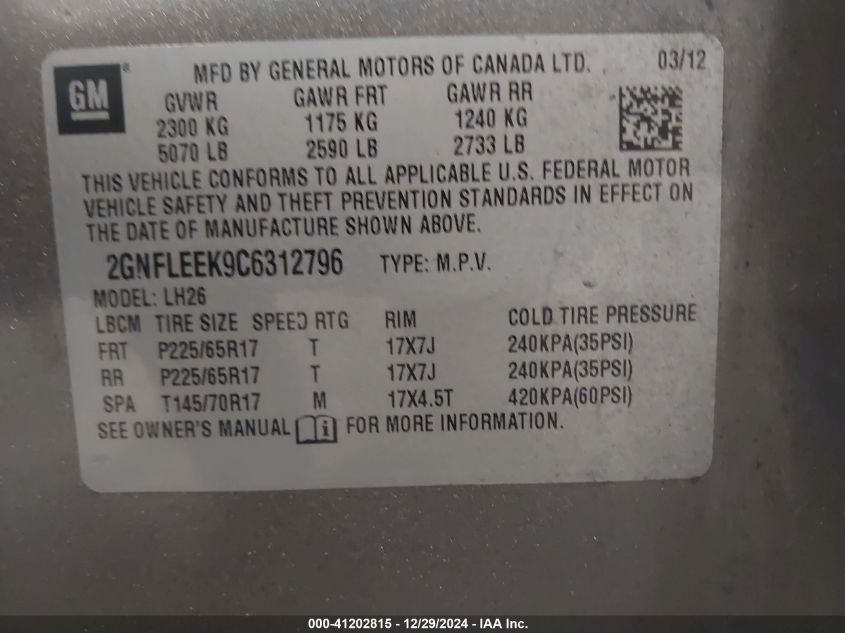 GM ® MFD BY GENERAL MOTORS OF CANADA LTD. 03/12
GVWR GAWR FRT GAWR RR
2300 KG 1175 KG 1240 KG
5070 LB 2590 LB 2733 LB
THIS VEHICLE CONFORMS TO ALL APPLICABLE U.S. FEDERAL MOTOR
VEHICLE SAFETY AND THEFT PREVENTION STANDARDS IN EFFECT ON
THE DATE OF MANUFACTURE SHOWN ABOVE.
2GNFLEEK9C6312796 TYPE: M.P.V.
MODEL: LH26
LBCM TIRE SIZE SPEED RTG RIM COLD TIRE PRESSURE
FRT P225/65R17 T 17X7J 240KPA(35PSI)
RR P225/65R17 T 17X7J 240KPA(35PSI)
SPA T145/70R17 M 17X4.5T 420KPA(60PSI)
SEE OWNER'S MANUAL i FOR MORE INFORMATION.
000-41202815 - 12/29/2024 - IAA Inc.